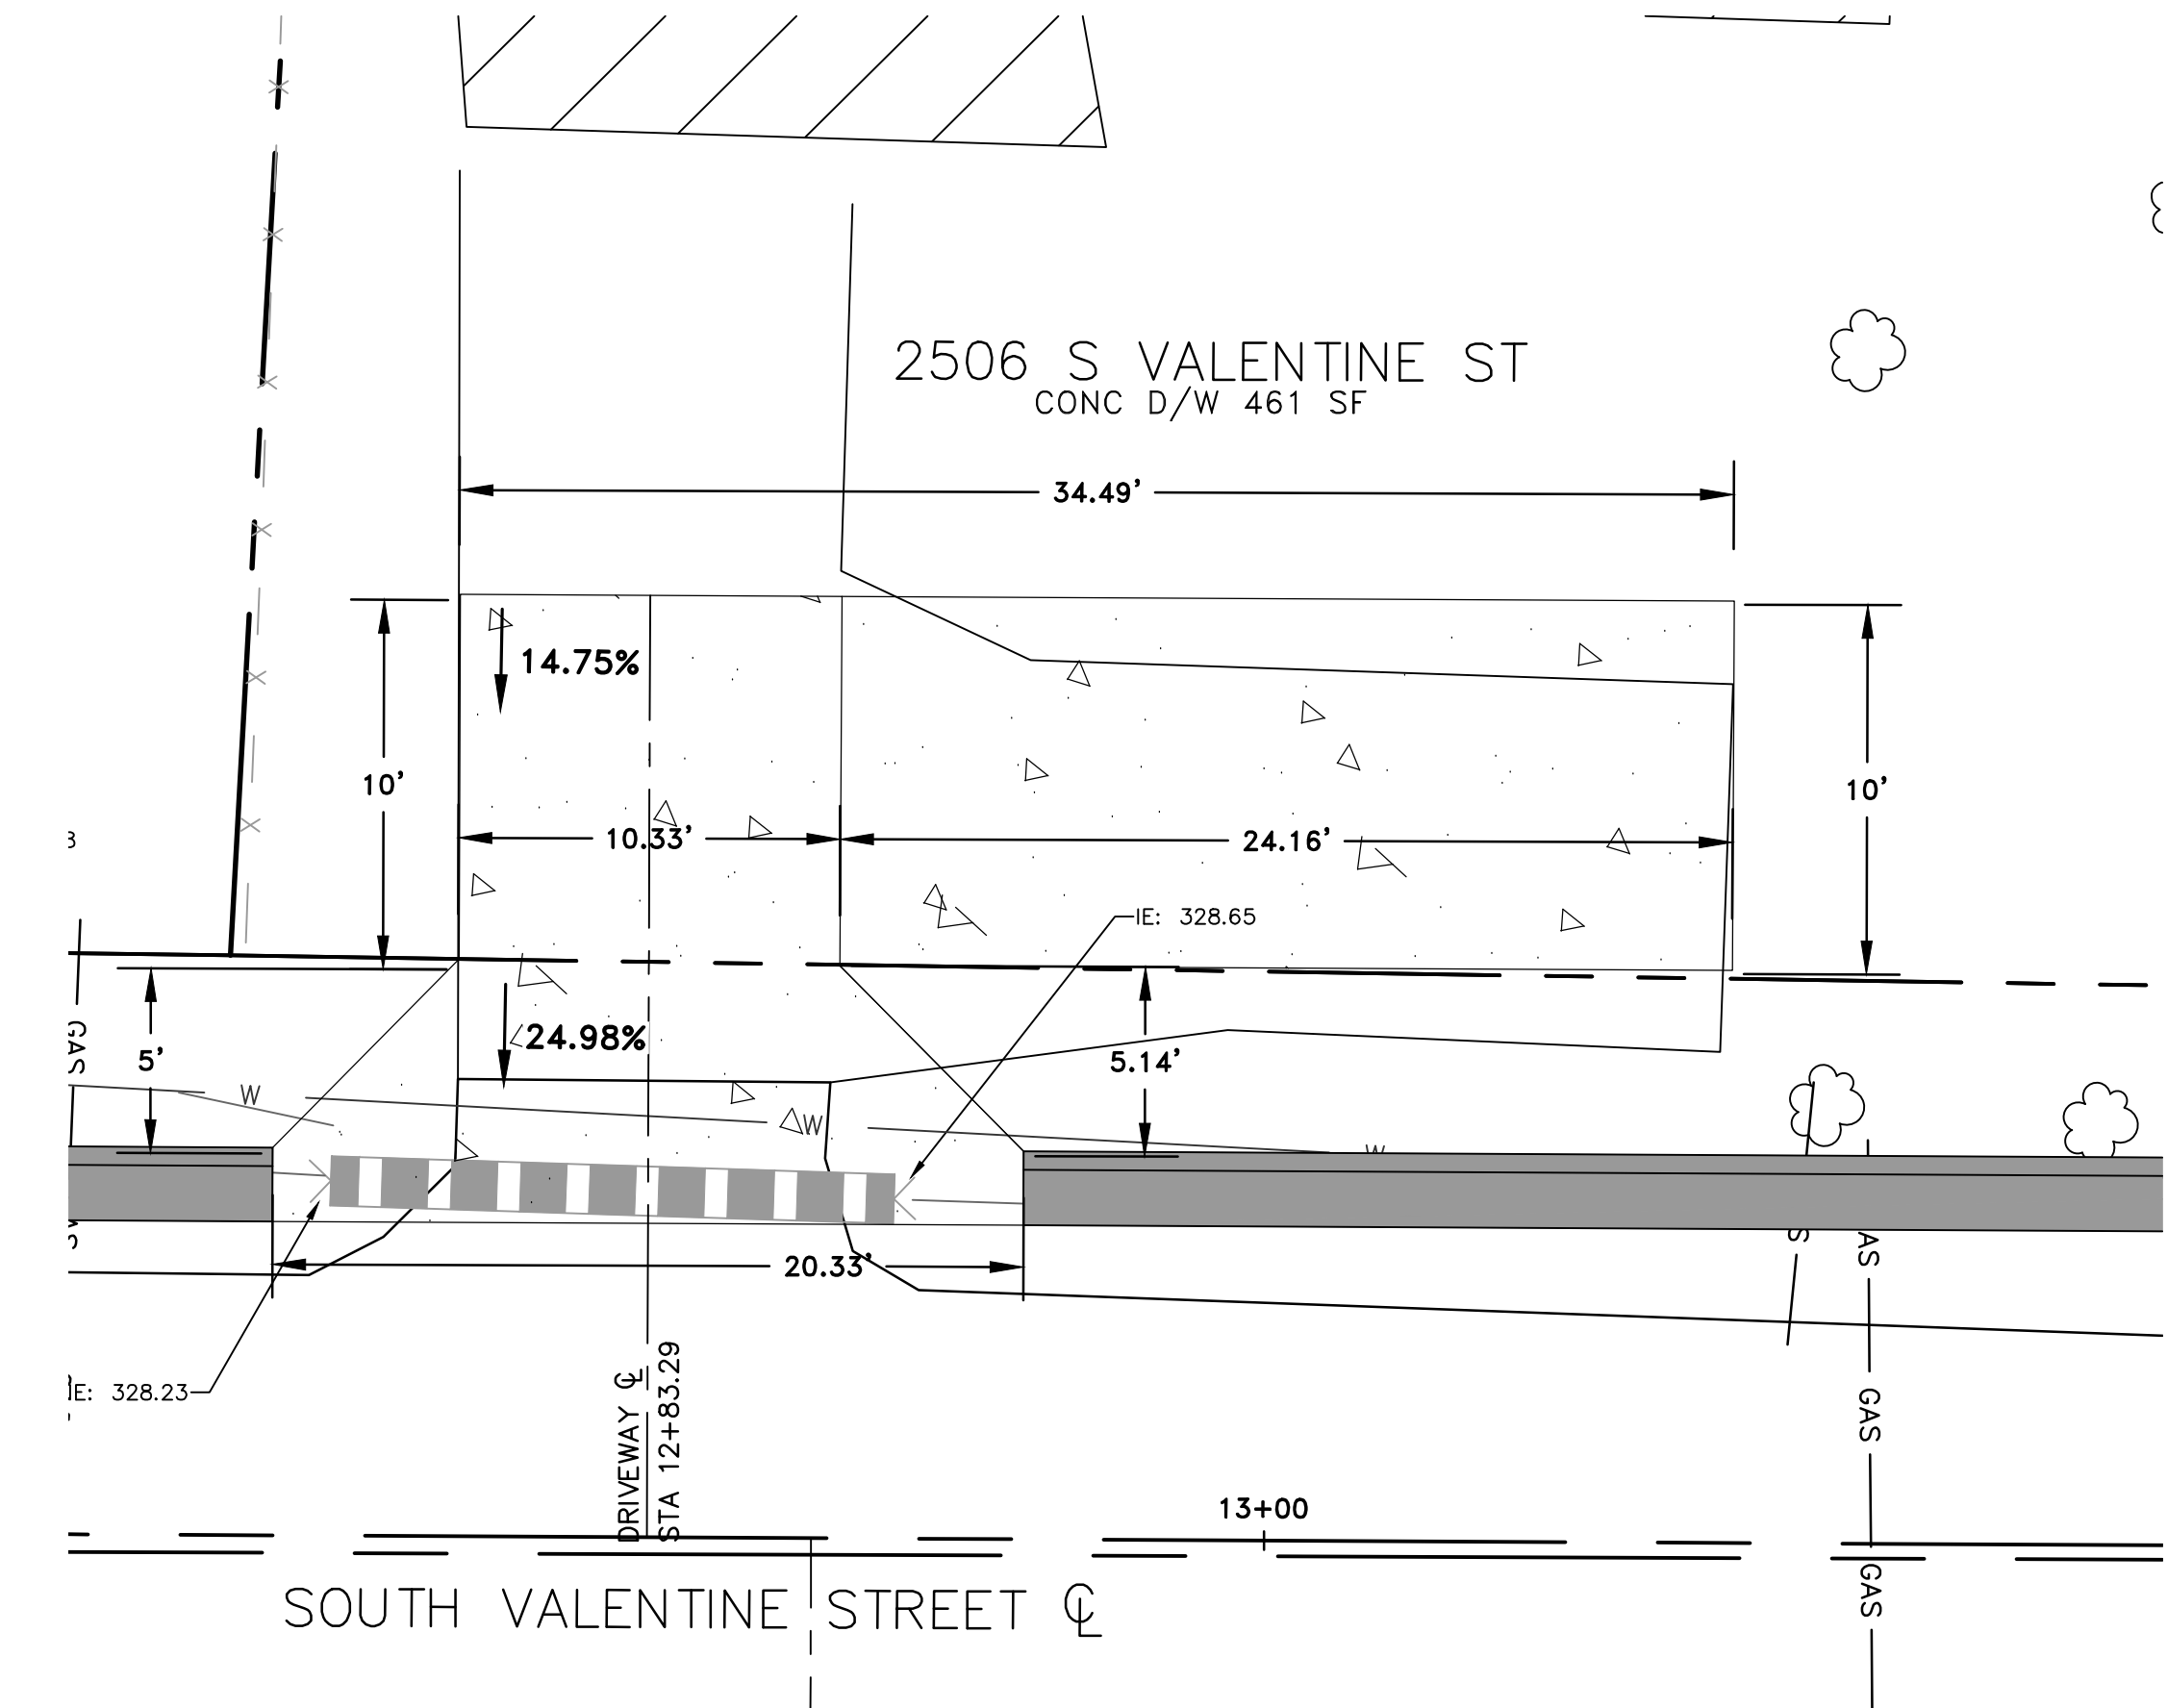 2506 S VALENTINE ST
CONC D/W 461 SF
34.49'
14.75%
10'
10'
10.33'
24.16'
IE: 328.65
24.98%
5'
5.14'
GAS
W
W
W
20.33'
S
AS
IE: 328.23
DRIVEWAY ℄
STA 12+83.29
GAS
13+00
GAS
SOUTH VALENTINE STREET ℄